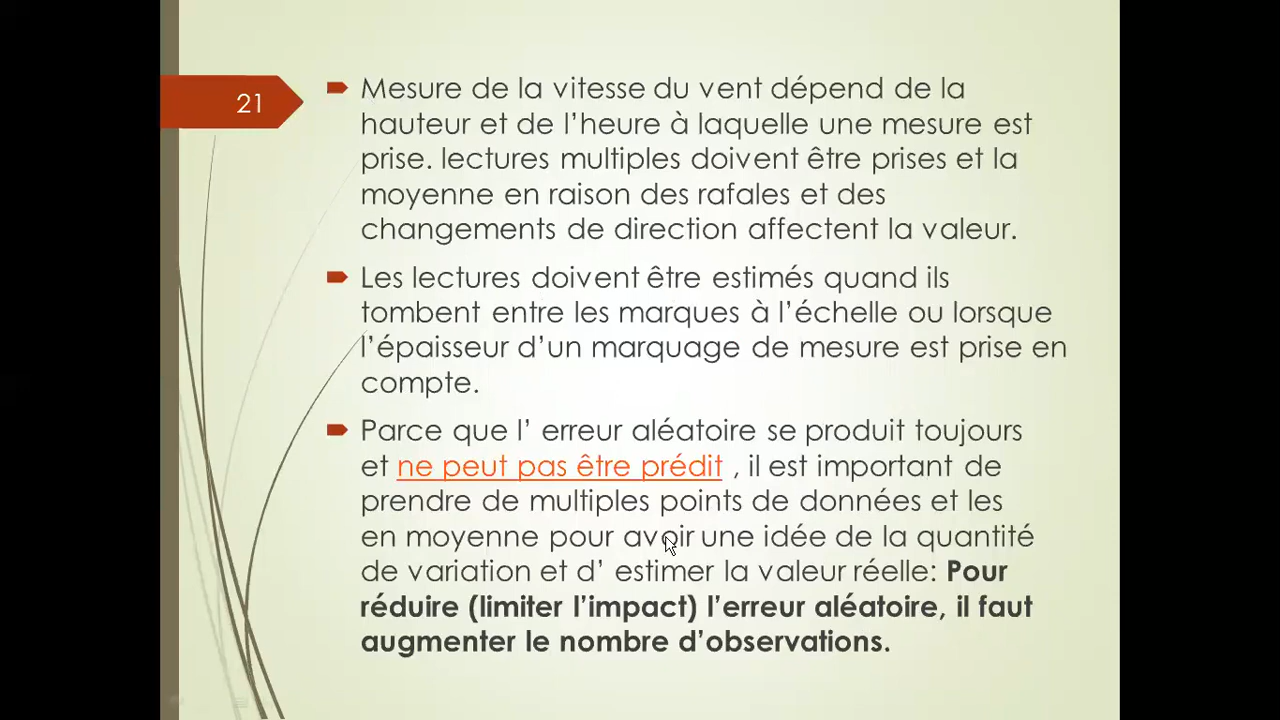 21
Mesure de la vitesse du vent dépend de la
hauteur et de l’heure à laquelle une mesure est
prise. lectures multiples doivent être prises et la
moyenne en raison des rafales et des
changements de direction affectent la valeur.
Les lectures doivent être estimés quand ils
tombent entre les marques à l’échelle ou lorsque
l’épaisseur d’un marquage de mesure est prise en
compte.
Parce que l’ erreur aléatoire se produit toujours
et ne peut pas être prédit , il est important de
prendre de multiples points de données et les
en moyenne pour avoir une idée de la quantité
de variation et d’ estimer la valeur réelle: Pour
réduire (limiter l’impact) l’erreur aléatoire, il faut
augmenter le nombre d’observations.